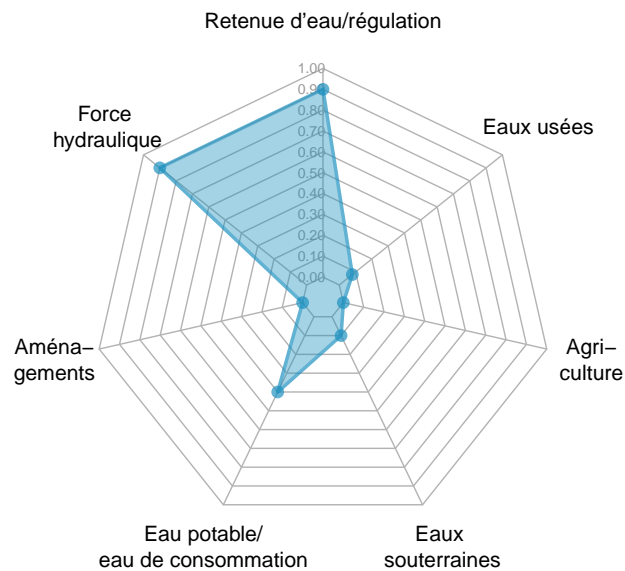 Retenue d'eau/régulation
1.00
0.90
0.80
0.70
0.60
0.50
0.40
0.30
0.20
0.10
0.00
Force
hydraulique
Eaux usées
Aména–
gements
Agri–
culture
Eau potable/
eau de consommation
Eaux
souterraines